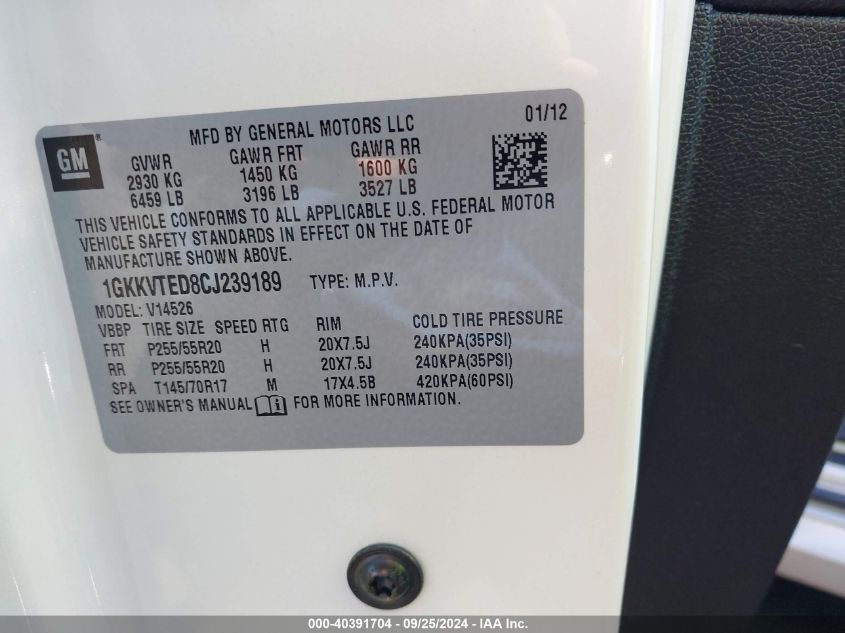 GM®
MFD BY GENERAL MOTORS LLC 01/12
GVWR GAWR FRT GAWR RR
2930 KG 1450 KG 1600 KG
6459 LB 3196 LB 3527 LB
THIS VEHICLE CONFORMS TO ALL APPLICABLE U.S. FEDERAL MOTOR
VEHICLE SAFETY STANDARDS IN EFFECT ON THE DATE OF
MANUFACTURE SHOWN ABOVE.
1GKKVTED8CJ239189 TYPE: M.P.V.
MODEL: V14526
VBBP TIRE SIZE SPEED RTG RIM COLD TIRE PRESSURE
FRT P255/55R20 H 20X7.5J 240KPA(35PSI)
RR P255/55R20 H 20X7.5J 240KPA(35PSI)
SPA T145/70R17 M 17X4.5B 420KPA(60PSI)
SEE OWNER'S MANUAL FOR MORE INFORMATION.
000-40391704 - 09/25/2024 - IAA Inc.